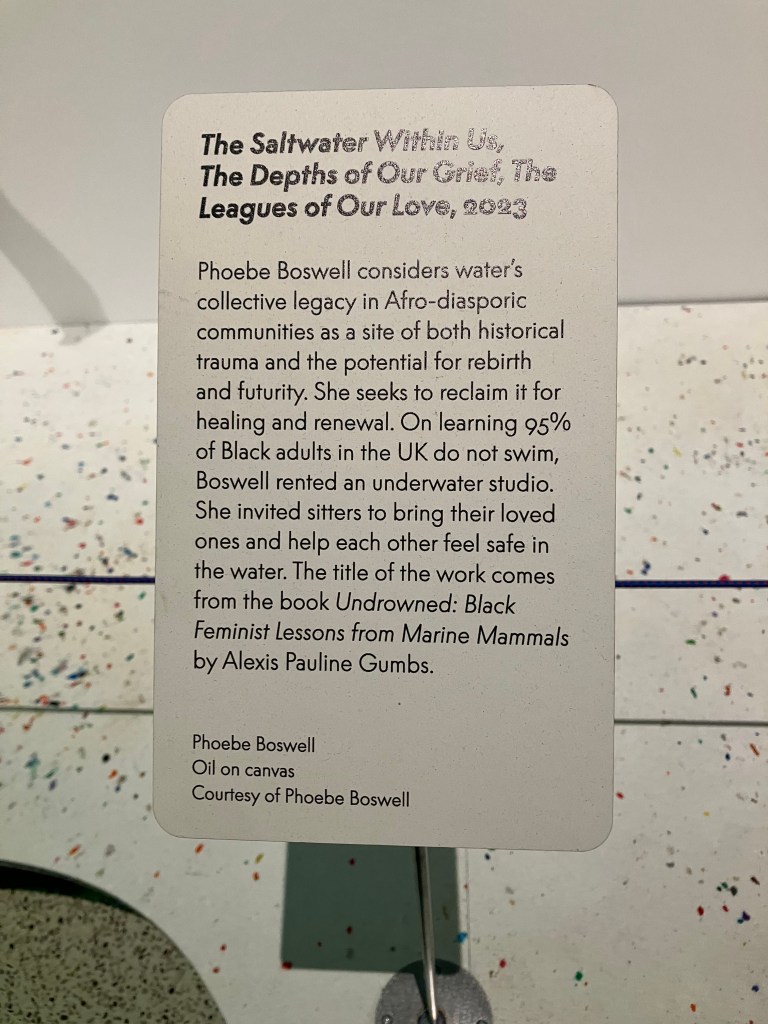 The Saltwater Within Us,
The Depths of Our Grief, The
Leagues of Our Love, 2023
Phoebe Boswell considers water's
collective legacy in Afro-diasporic
communities as a site of both historical
trauma and the potential for rebirth
and futurity. She seeks to reclaim it for
healing and renewal. On learning 95%
of Black adults in the UK do not swim,
Boswell rented an underwater studio.
She invited sitters to bring their loved
ones and help each other feel safe in
the water. The title of the work comes
from the book Undrowned: Black
Feminist Lessons from Marine Mammals
by Alexis Pauline Gumbs.
Phoebe Boswell
Oil on canvas
Courtesy of Phoebe Boswell